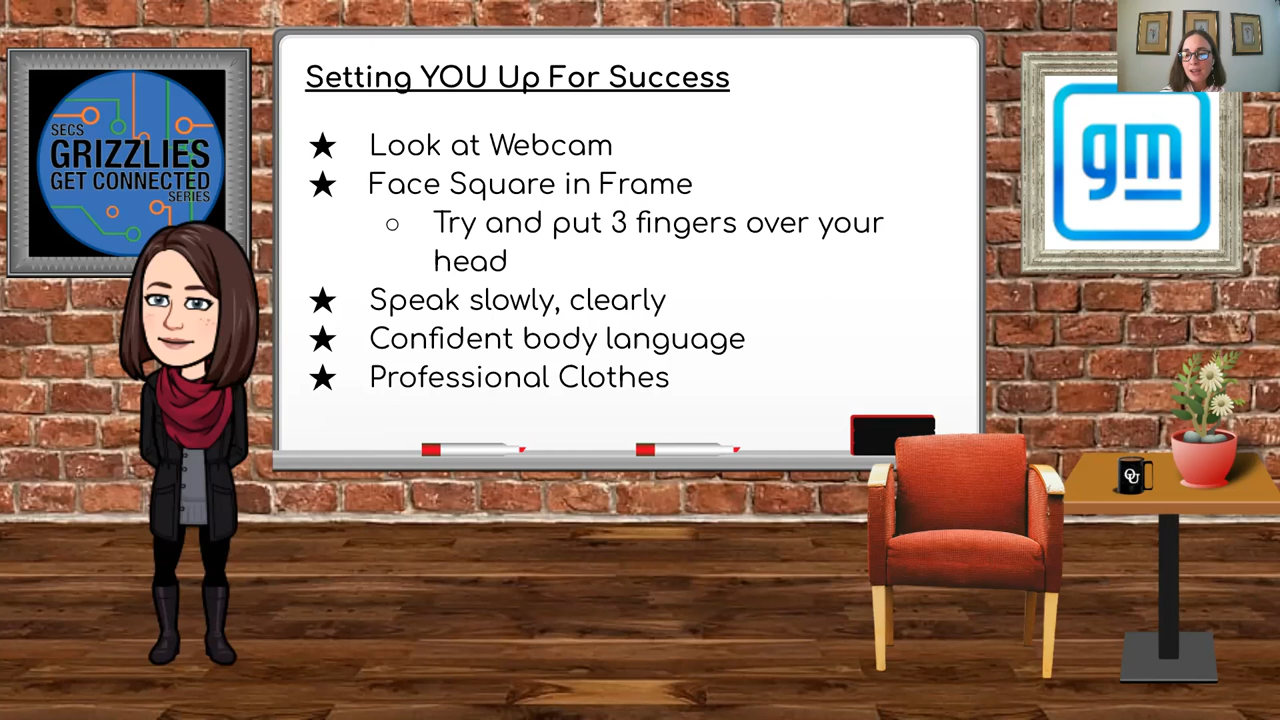 Setting YOU Up For Success
★ Look at Webcam
★ Face Square in Frame
○ Try and put 3 fingers over your
head
★ Speak slowly, clearly
★ Confident body language
★ Professional Clothes
SECS
GRIZZLIES
GET CONNECTED
SERIES
gm
OU